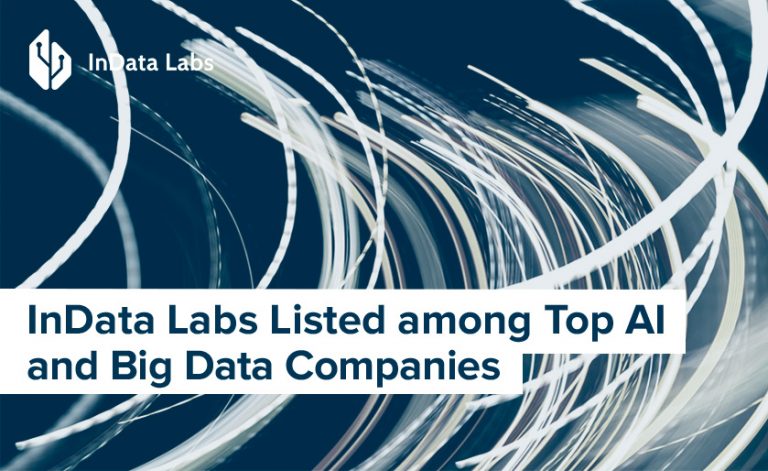 InData Labs
InData Labs Listed among Top AI
and Big Data Companies